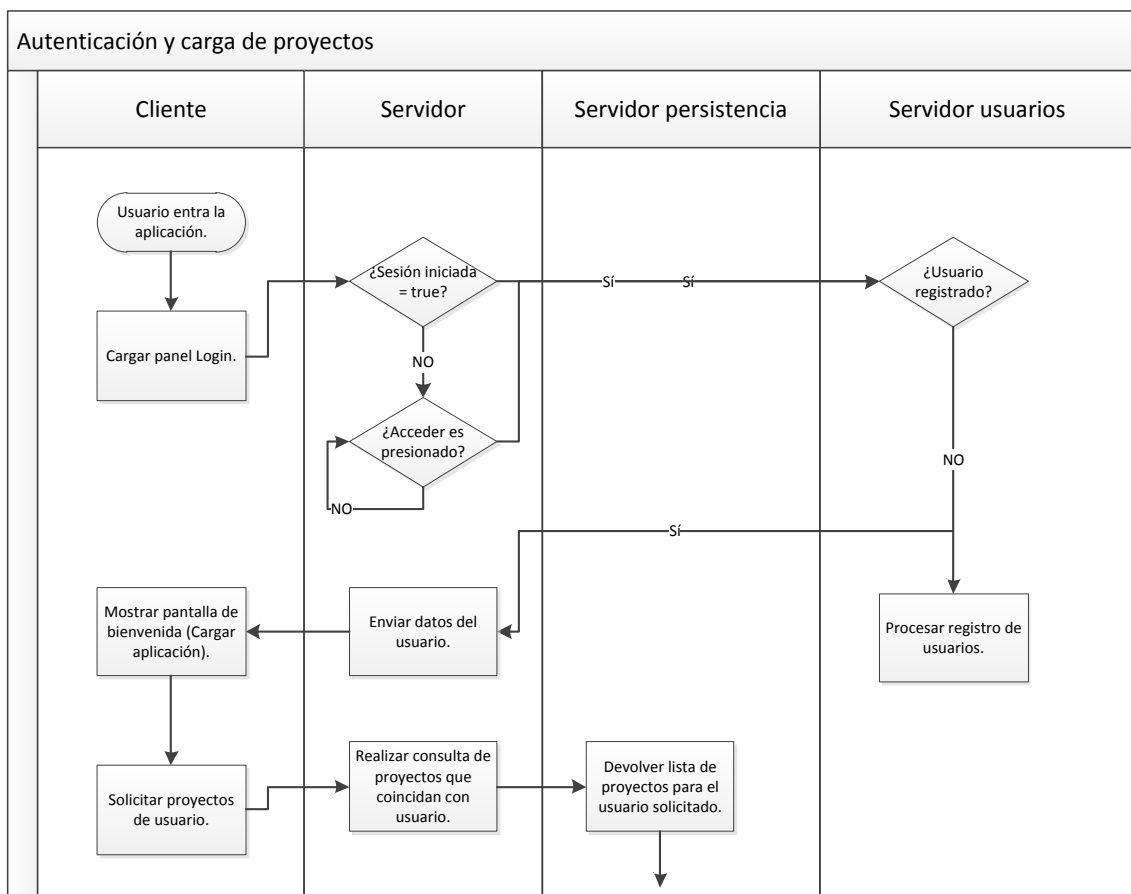 Autenticación y carga de proyectos
Cliente
Servidor
Servidor persistencia
Servidor usuarios
Usuario entra la
aplicación.
¿Sesión iniciada
= true?
Sí
Sí
¿Usuario
registrado?
Cargar panel Login.
NO
¿Acceder es
presionado?
NO
NO
Sí
Mostrar pantalla de
bienvenida (Cargar
aplicación).
Enviar datos del
usuario.
Procesar registro de
usuarios.
Solicitar proyectos
de usuario.
Realizar consulta de
proyectos que
coincidan con
usuario.
Devolver lista de
proyectos para el
usuario solicitado.